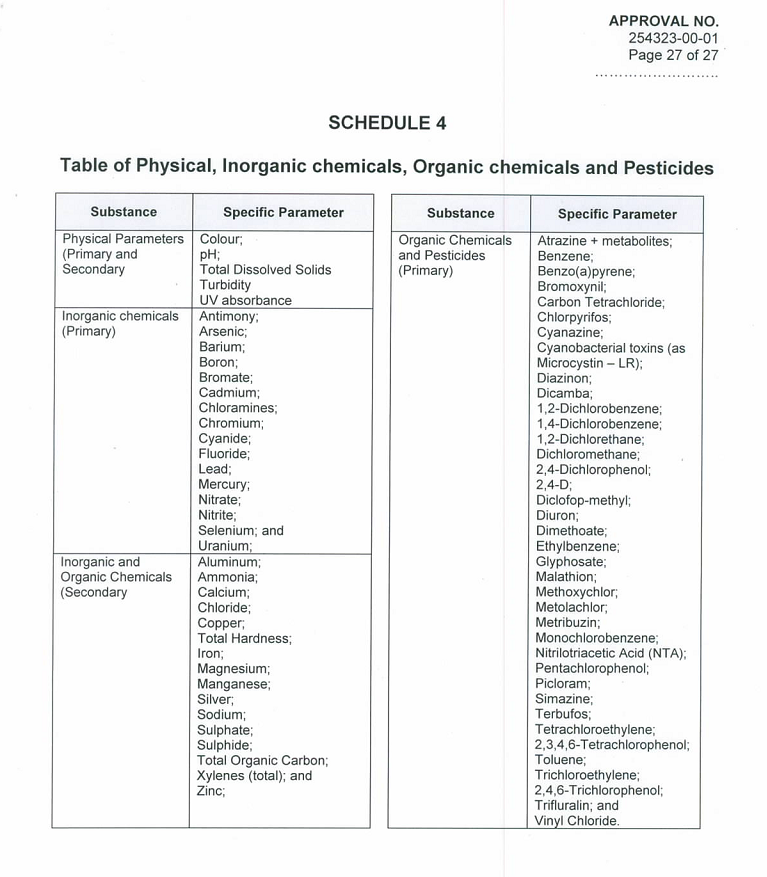 APPROVAL NO.
254323-00-01
Page 27 of 27
..........................
SCHEDULE 4
Table of Physical, Inorganic chemicals, Organic chemicals and Pesticides
Substance
Specific Parameter
Physical Parameters
(Primary and
Secondary
Colour;
pH;
Total Dissolved Solids
Turbidity
UV absorbance
Inorganic chemicals
(Primary)
Antimony;
Arsenic;
Barium;
Boron;
Bromate;
Cadmium;
Chloramines;
Chromium;
Cyanide;
Fluoride;
Lead;
Mercury;
Nitrate;
Nitrite;
Selenium; and
Uranium;
Inorganic and
Organic Chemicals
(Secondary
Aluminum;
Ammonia;
Calcium;
Chloride;
Copper;
Total Hardness;
Iron;
Magnesium;
Manganese;
Silver;
Sodium;
Sulphate;
Sulphide;
Total Organic Carbon;
Xylenes (total); and
Zinc;
Substance
Specific Parameter
Organic Chemicals
and Pesticides
(Primary)
Atrazine + metabolites;
Benzene;
Benzo(a)pyrene;
Bromoxynil;
Carbon Tetrachloride;
Chlorpyrifos;
Cyanazine;
Cyanobacterial toxins (as
Microcystin – LR);
Diazinon;
Dicamba;
1,2-Dichlorobenzene;
1,4-Dichlorobenzene;
1,2-Dichlorethane;
Dichloromethane;
2,4-Dichlorophenol;
2,4-D;
Diclofop-methyl;
Diuron;
Dimethoate;
Ethylbenzene;
Glyphosate;
Malathion;
Methoxychlor;
Metolachlor;
Metribuzin;
Monochlorobenzene;
Nitrilotriacetic Acid (NTA);
Pentachlorophenol;
Picloram;
Simazine;
Terbufos;
Tetrachloroethylene;
2,3,4,6-Tetrachlorophenol;
Toluene;
Trichloroethylene;
2,4,6-Trichlorophenol;
Trifluralin; and
Vinyl Chloride.